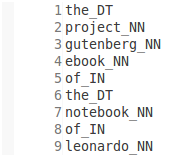 1 the_DT
2 project_NN
3 gutenberg_NN
4 ebook_NN
5 of_IN
6 the_DT
7 notebook_NN
8 of_IN
9 leonardo_NN